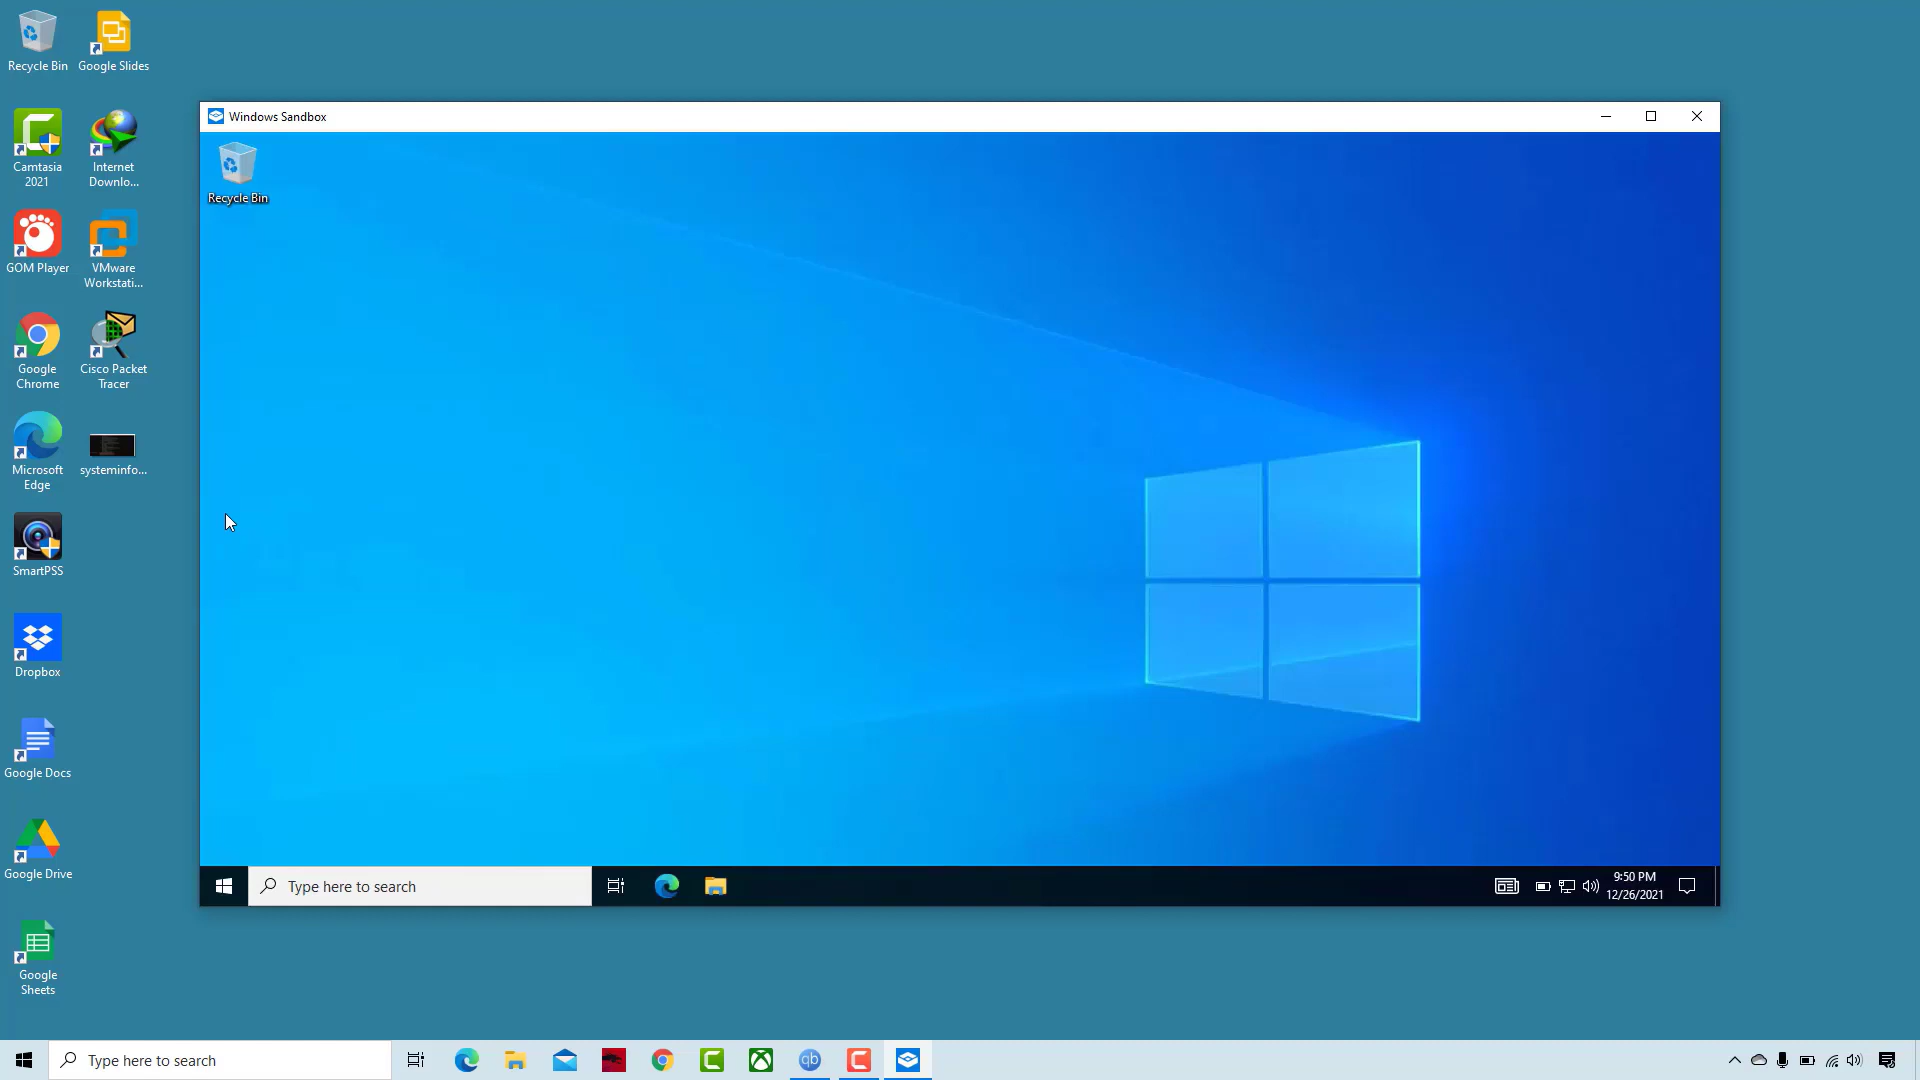 Recycle Bin
Google Slides
Camtasia
2021
Internet
Downlo...
GOM Player
VMware
Workstati...
Google
Chrome
Cisco Packet
Tracer
Microsoft
Edge
systeminfo...
SmartPSS
Dropbox
Google Docs
Google Drive
Google
Sheets
Windows Sandbox
Recycle Bin
Type here to search
9:50 PM
12/26/2021
Type here to search
qb